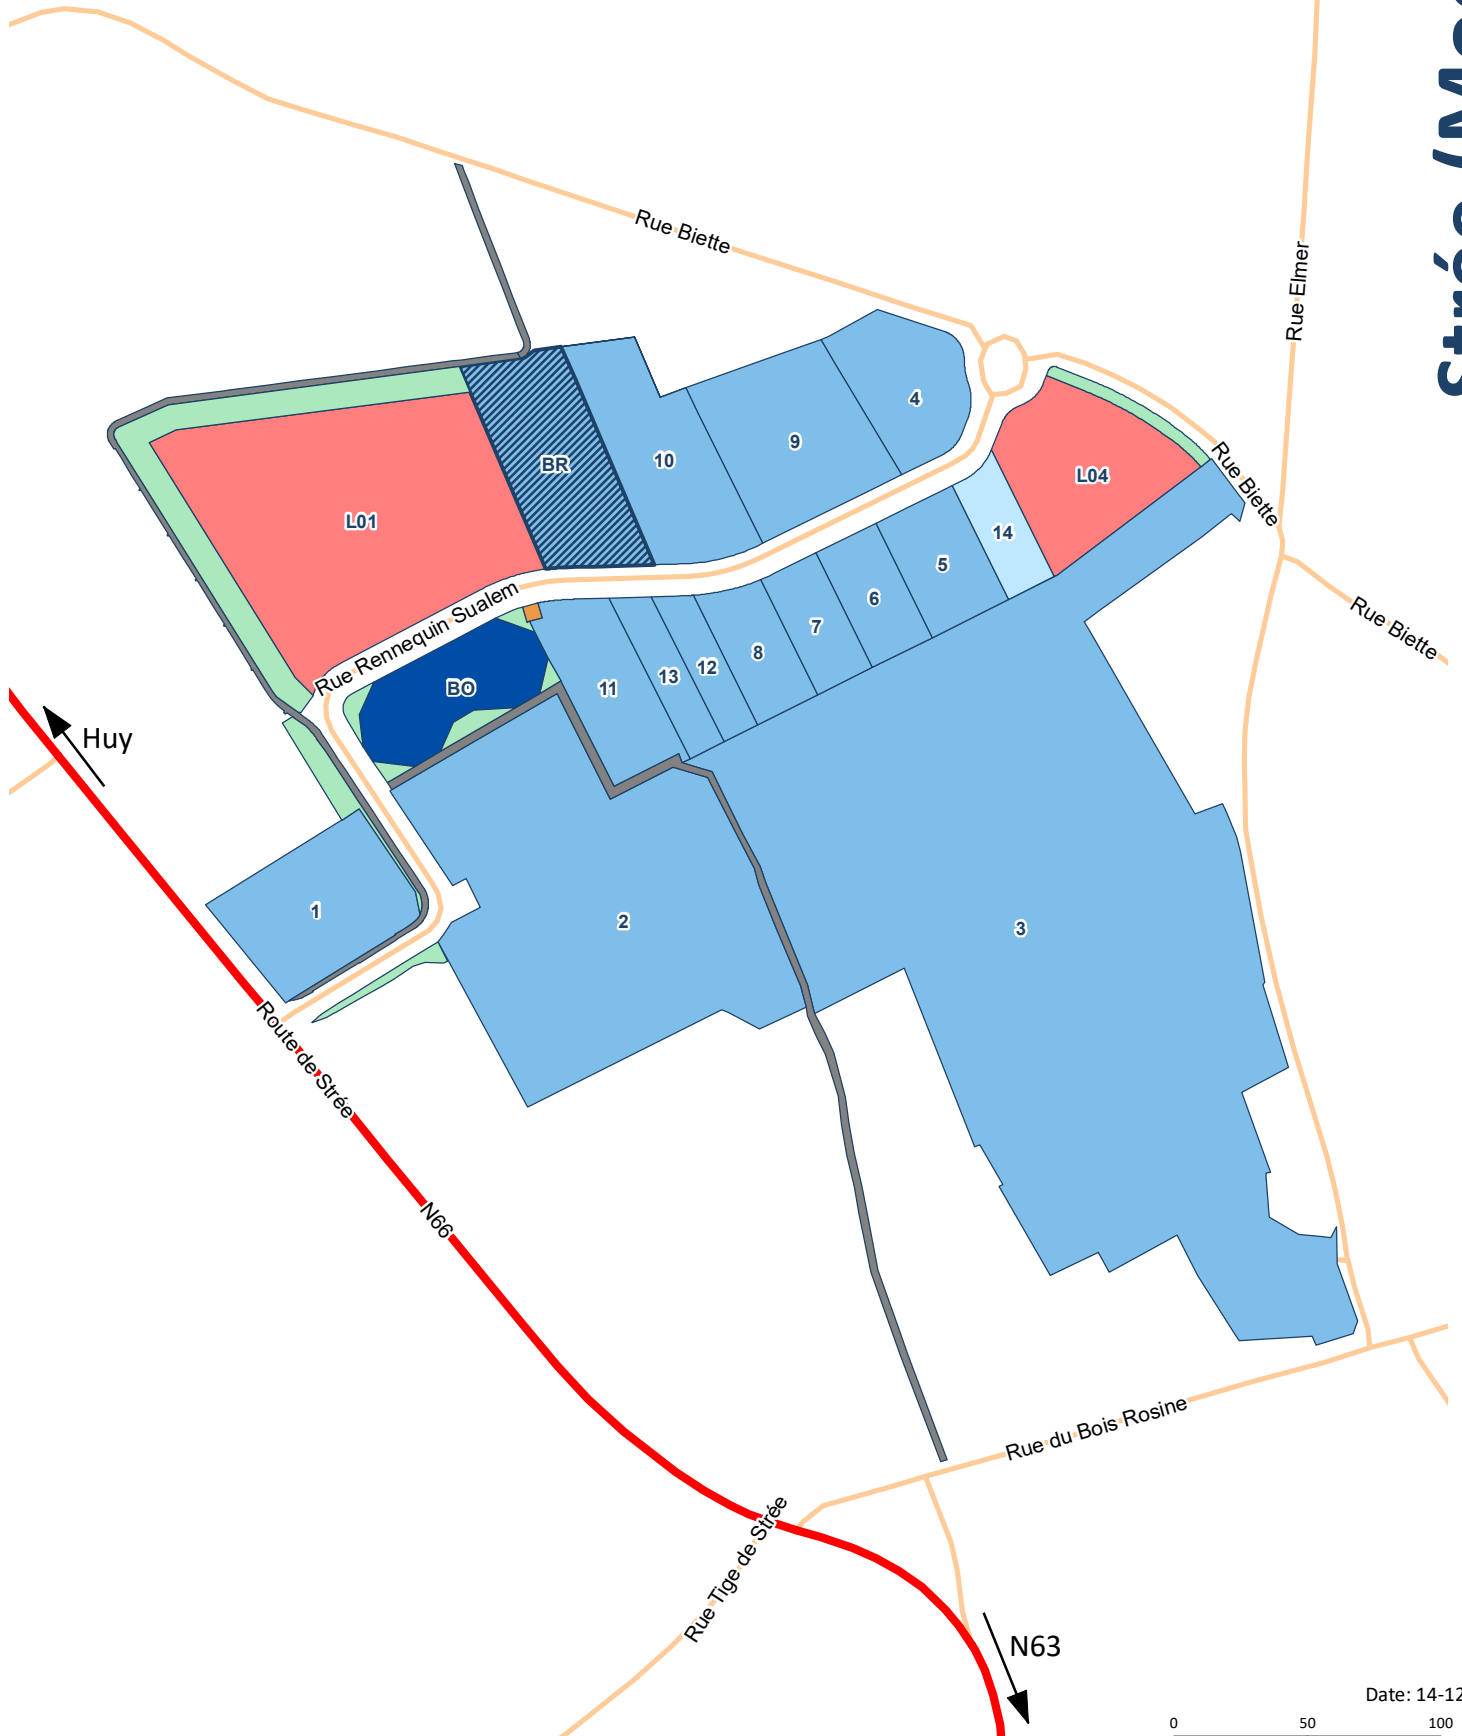 Rue Biette
Rue Elmer
4
9
10
BR
L01
L04
Rue Biette
14
5
6
7
8
12
13
11
Rue Rennequin Sualem
BO
Rue Biette
Huy
1
2
3
Route de Strée
N66
Rue du Bois Rosine
Rue Tige de Strée
N63
Date: 14-12
0 50 100
Strée